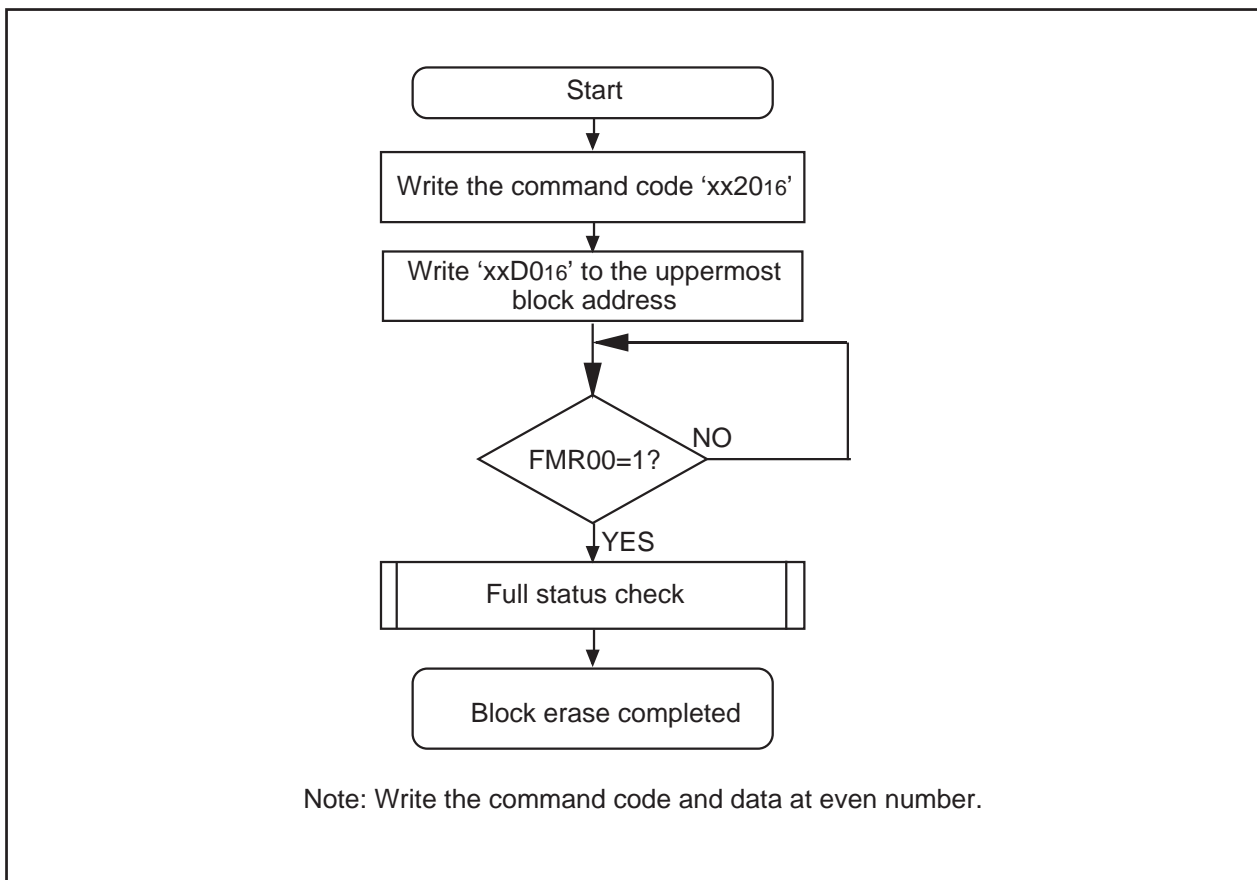 Start
Write the command code ‘xx2016’
Write ‘xxD016’ to the uppermost
block address
NO
FMR00=1?
YES
Full status check
Block erase completed
Note: Write the command code and data at even number.